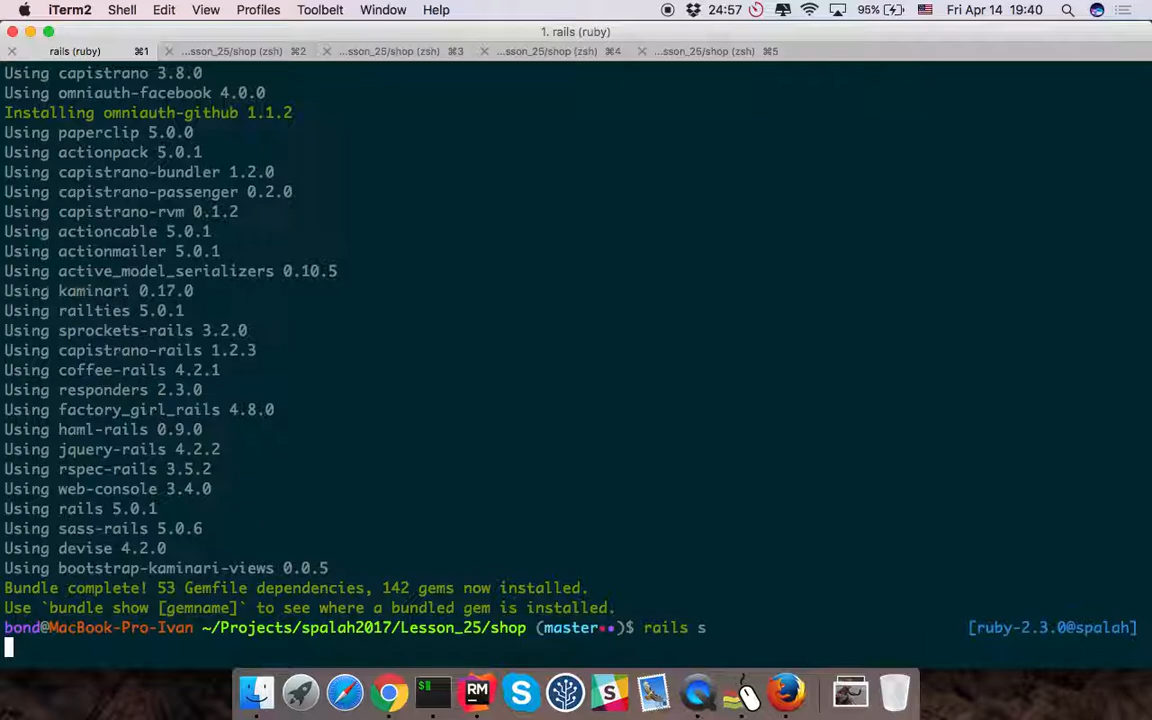 iTerm2 Shell Edit View Profiles Toolbelt Window Help 24:57 95% Fri Apr 14 19:40
1. rails (ruby)
rails (ruby) ⌘1 ...sson_25/shop (zsh) ⌘2 ...sson_25/shop (zsh) ⌘3 ...sson_25/shop (zsh) ⌘4 ...sson_25/shop (zsh) ⌘5
Using capistrano 3.8.0
Using omniauth-facebook 4.0.0
Installing omniauth-github 1.1.2
Using paperclip 5.0.0
Using actionpack 5.0.1
Using capistrano-bundler 1.2.0
Using capistrano-passenger 0.2.0
Using capistrano-rvm 0.1.2
Using actioncable 5.0.1
Using actionmailer 5.0.1
Using active_model_serializers 0.10.5
Using kaminari 0.17.0
Using railties 5.0.1
Using sprockets-rails 3.2.0
Using capistrano-rails 1.2.3
Using coffee-rails 4.2.1
Using responders 2.3.0
Using factory_girl_rails 4.8.0
Using haml-rails 0.9.0
Using jquery-rails 4.2.2
Using rspec-rails 3.5.2
Using web-console 3.4.0
Using rails 5.0.1
Using sass-rails 5.0.6
Using devise 4.2.0
Using bootstrap-kaminari-views 0.0.5
Bundle complete! 53 Gemfile dependencies, 142 gems now installed.
Use `bundle show [gemname]` to see where a bundled gem is installed.
bond@MacBook-Pro-Ivan ~/Projects/spalah2017/Lesson_25/shop (master••)$ rails s [ruby-2.3.0@spalah]